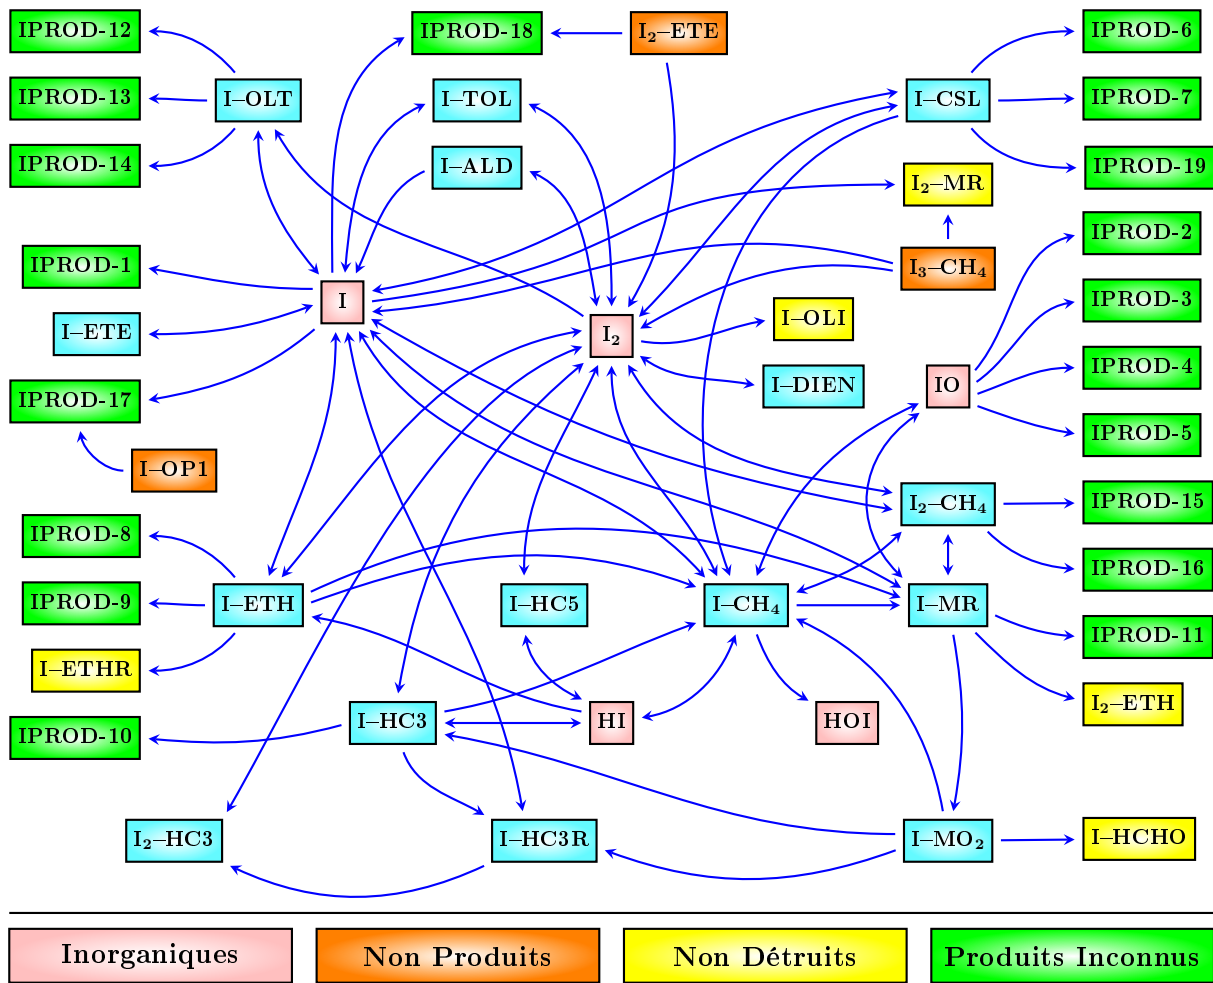 IPROD-12
IPROD-18
I₂–ETE
IPROD-6
IPROD-13
I–OLT
I–TOL
I–CSL
IPROD-7
IPROD-14
I–ALD
I₂–MR
IPROD-19
IPROD-2
IPROD-1
I₃–CH₄
I
IPROD-3
I–ETE
I₂
I–OLI
IPROD-4
IPROD-17
I–DIEN
IO
IPROD-5
I–OP1
I₂–CH₄
IPROD-15
IPROD-8
IPROD-16
IPROD-9
I–ETH
I–HC5
I–CH₄
I–MR
IPROD-11
I–ETHR
I₂–ETH
IPROD-10
I–HC3
HI
HOI
I₂–HC3
I–HC3R
I–MO₂
I–HCHO
Inorganiques
Non Produits
Non Détruits
Produits Inconnus